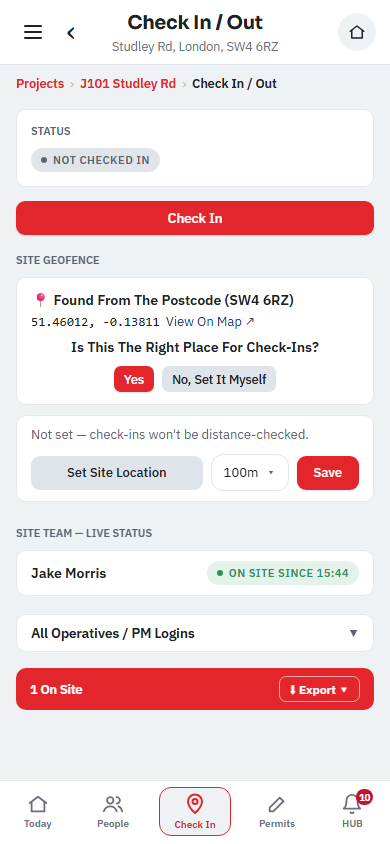 Check In / Out
Studley Rd, London, SW4 6RZ
Projects › J101 Studley Rd › Check In / Out
STATUS
NOT CHECKED IN
Check In
SITE GEOFENCE
📍 Found From The Postcode (SW4 6RZ)
51.46012, -0.13811 View On Map ↗
Is This The Right Place For Check-Ins?
Yes No, Set It Myself
Not set — check-ins won't be distance-checked.
Set Site Location 100m Save
SITE TEAM — LIVE STATUS
Jake Morris ON SITE SINCE 15:44
All Operatives / PM Logins ▼
1 On Site ⬇ Export ▼
10
Today People Check In Permits HUB